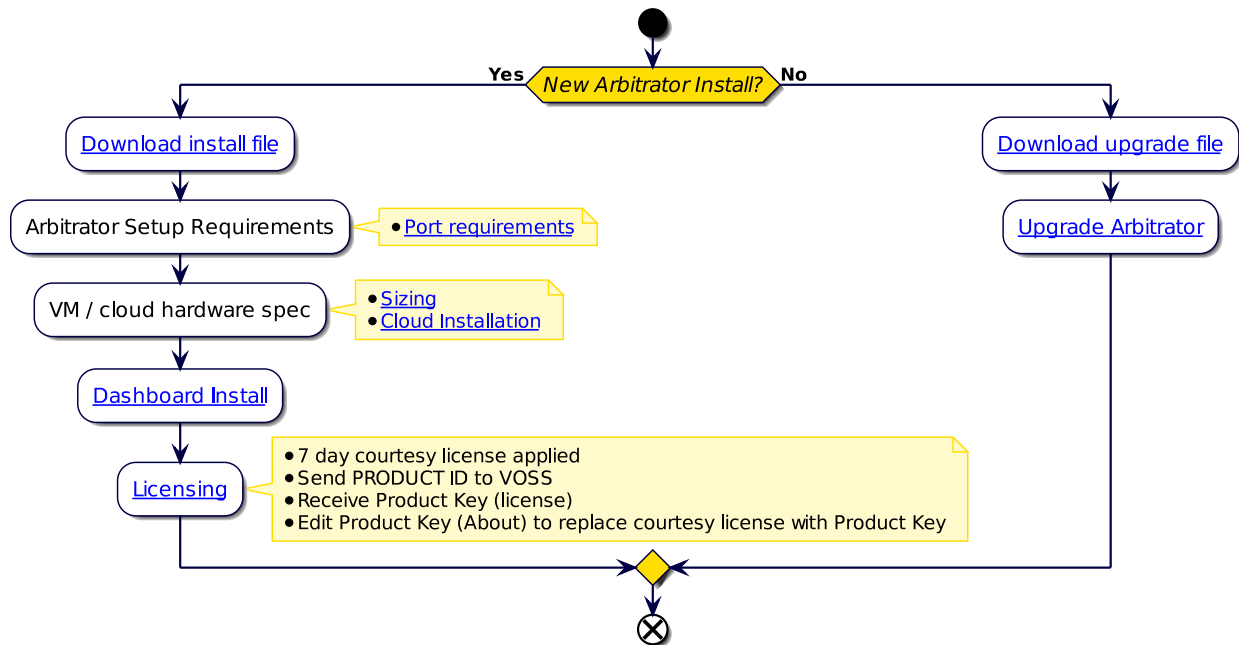 New Arbitrator Install?
Yes
No
Download install file
Arbitrator Setup Requirements
• Port requirements
VM / cloud hardware spec
• Sizing
• Cloud Installation
Dashboard Install
Licensing
• 7 day courtesy license applied
• Send PRODUCT ID to VOSS
• Receive Product Key (license)
• Edit Product Key (About) to replace courtesy license with Product Key
Download upgrade file
Upgrade Arbitrator